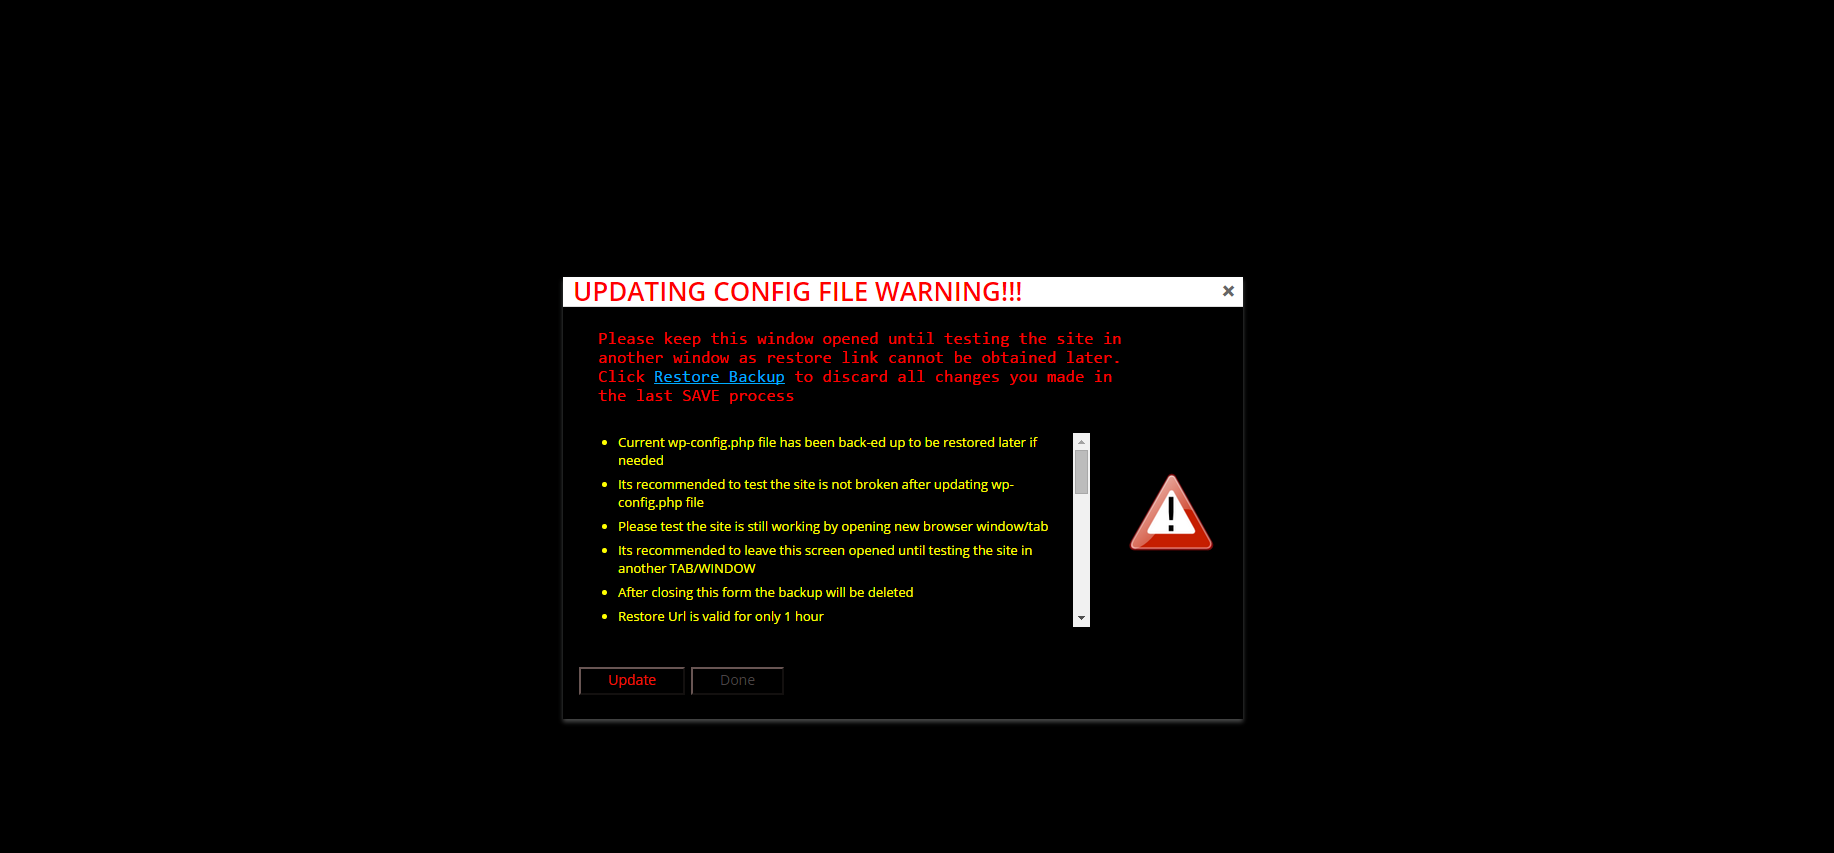 UPDATING CONFIG FILE WARNING!!!
Please keep this window opened until testing the site in
another window as restore link cannot be obtained later.
Click Restore Backup to discard all changes you made in
the last SAVE process
Current wp-config.php file has been back-ed up to be restored later if
needed
Its recommended to test the site is not broken after updating wp-
config.php file
Please test the site is still working by opening new browser window/tab
Its recommended to leave this screen opened until testing the site in
another TAB/WINDOW
After closing this form the backup will be deleted
Restore Url is valid for only 1 hour
Update Done